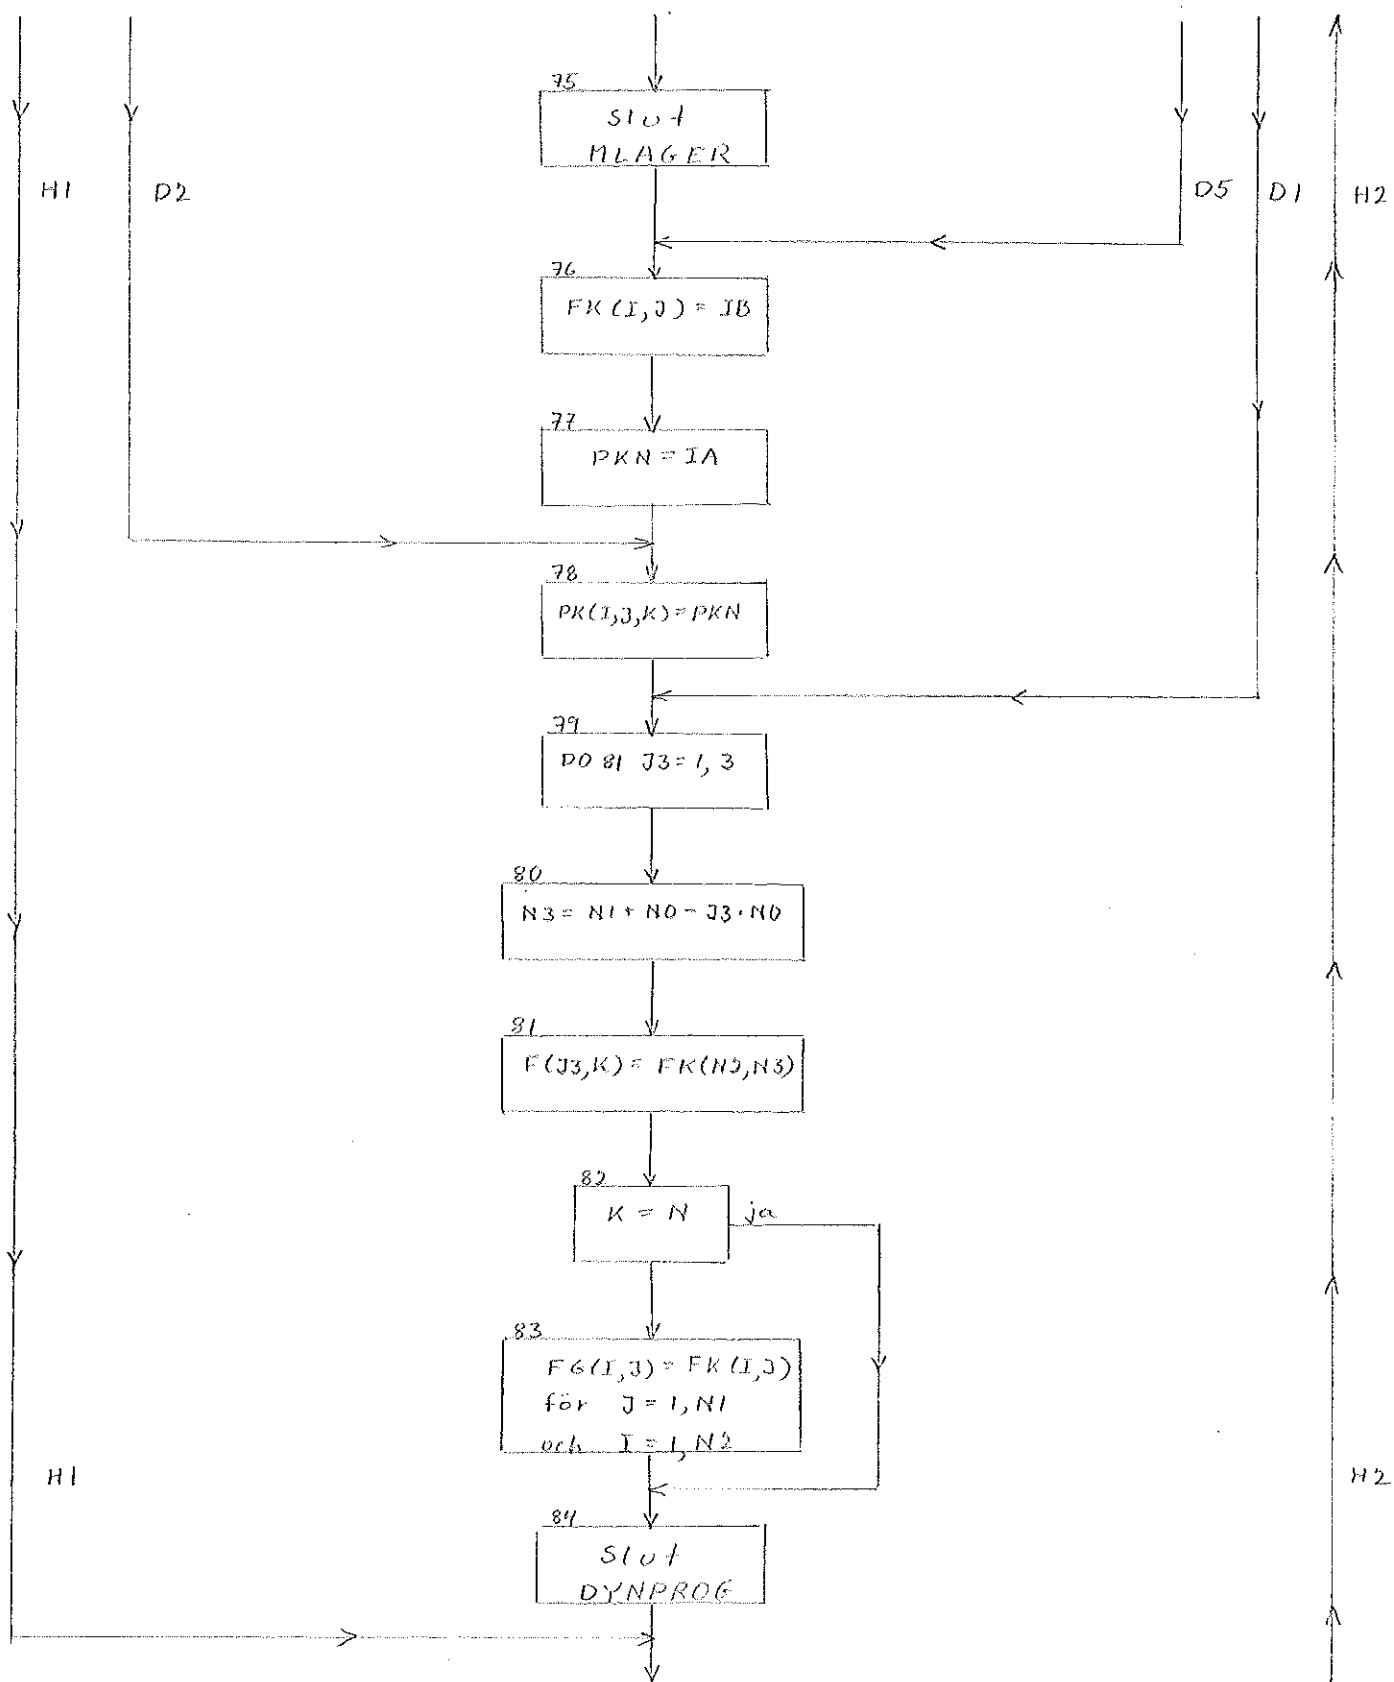 75
Slut
MLAGER
H1
D2
D5
D1
H2
76
FK(I,J) = IB
77
PKN = IA
78
PK(I,J,K) = PKN
79
DO 81 J3 = 1, 3
80
N3 = N1 + N0 - J3·N0
81
F(J3,K) = FK(N2,N3)
82
K = N
ja
83
FG(I,J) = FK(I,J)
för J = 1, N1
och I = 1, N2
H1
H2
84
Slut
DYNPROG